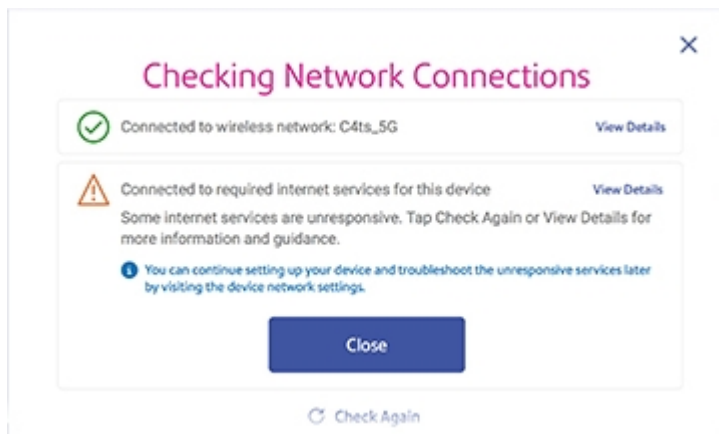 Checking Network Connections
Connected to wireless network: C4ts_5G
View Details
Connected to required internet services for this device
View Details
Some internet services are unresponsive. Tap Check Again or View Details for
more information and guidance.
You can continue setting up your device and troubleshoot the unresponsive services later
by visiting the device network settings.
Close
Check Again